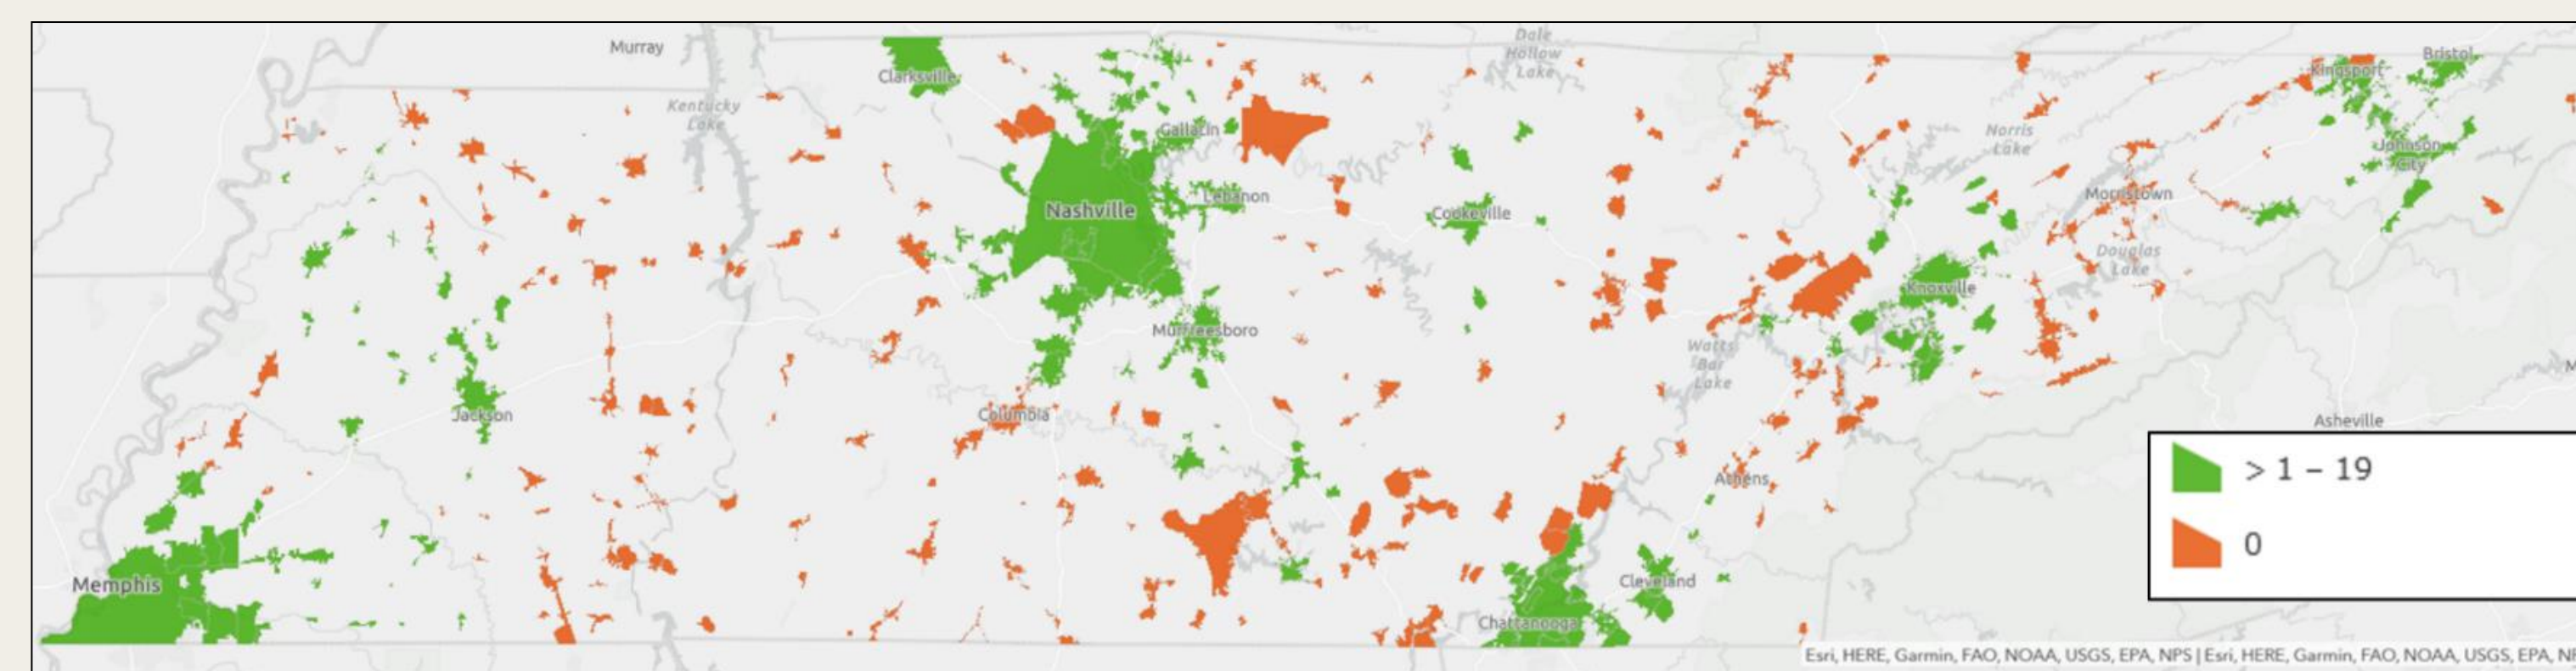 Murray
Clarksville
Kentucky
Lake
Dale
Hollow
Lake
Gallatin
Nashville
Lebanon
Cookeville
Murfreesboro
Columbia
Jackson
Memphis
Norris
Lake
Kingsport
Bristol
Johnson
City
Morristown
Douglas
Lake
Knoxville
Watts
Bar
Lake
Athens
Cleveland
Chattanooga
Asheville
M
> 1 – 19
0
Esri, HERE, Garmin, FAO, NOAA, USGS, EPA, NPS | Esri, HERE, Garmin, FAO, NOAA, USGS, EPA, N